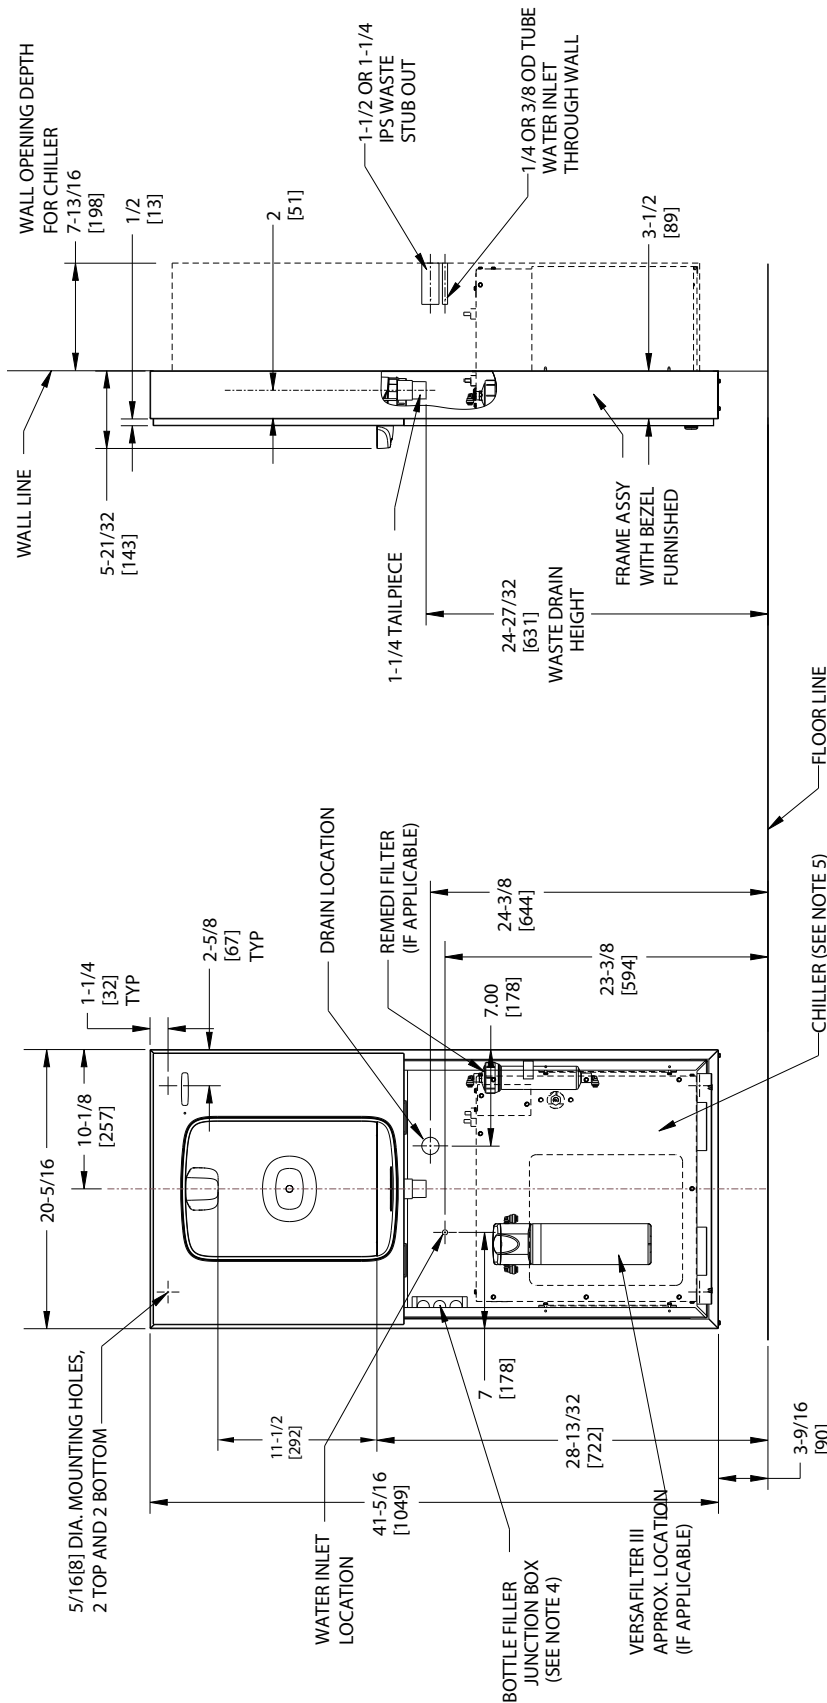 5/16[8] DIA. MOUNTING HOLES,
2 TOP AND 2 BOTTOM
20-5/16
10-1/8
[257]
1-1/4
[32]
TYP
2-5/8
[67]
TYP
DRAIN LOCATION
REMEDI FILTER
(IF APPLICABLE)
11-1/2
[292]
41-5/16
[1049]
WATER INLET
LOCATION
7
[178]
7.00
[178]
24-3/8
[644]
23-3/8
[594]
28-13/32
[722]
BOTTLE FILLER
JUNCTION BOX
(SEE NOTE 4)
VERSAFILTER III
APPROX. LOCATION
(IF APPLICABLE)
3-9/16
[90]
CHILLER (SEE NOTE 5)
FLOOR LINE
WALL LINE
WALL OPENING DEPTH
FOR CHILLER
7-13/16
[198]
5-21/32
[143]
1/2
[13]
2
[51]
1-1/2 OR 1-1/4
IPS WASTE
STUB OUT
1/4 OR 3/8 OD TUBE
WATER INLET
THROUGH WALL
1-1/4 TAILPIECE
24-27/32
[631]
WASTE DRAIN
HEIGHT
FRAME ASSY
WITH BEZEL
FURNISHED
3-1/2
[89]